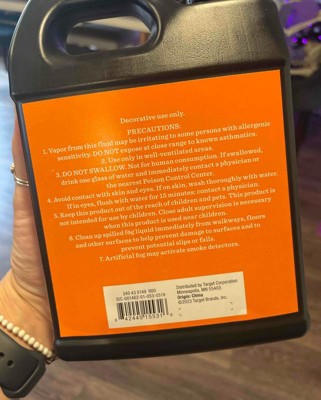 Decorative use only.
PRECAUTIONS:
1. Vapor from this fluid may be irritating to some persons with allergenic
sensitivity. DO NOT expose at close range to known asthmatics.
2. Use only in well-ventilated areas.
3. DO NOT SWALLOW. Not for human consumption. If swallowed,
drink one glass of water and immediately contact a physician or
the nearest Poison Control Center.
4. Avoid contact with skin and eyes. If on skin, wash thoroughly with water.
If in eyes, flush with water for 15 minutes; contact a physician.
5. Keep this product out of the reach of children and pets. This product is
not intended for use by children. Close adult supervision is necessary
when this product is used near children.
6. Clean up spilled fog liquid immediately from walkways, floors
and other surfaces to help prevent damage to surfaces and to
prevent potential slips or falls.
7. Artificial fog may activate smoke detectors.
Distributed by Target Corporation
Minneapolis, MN 55403
Origin: China
©2023 Target Brands, Inc.